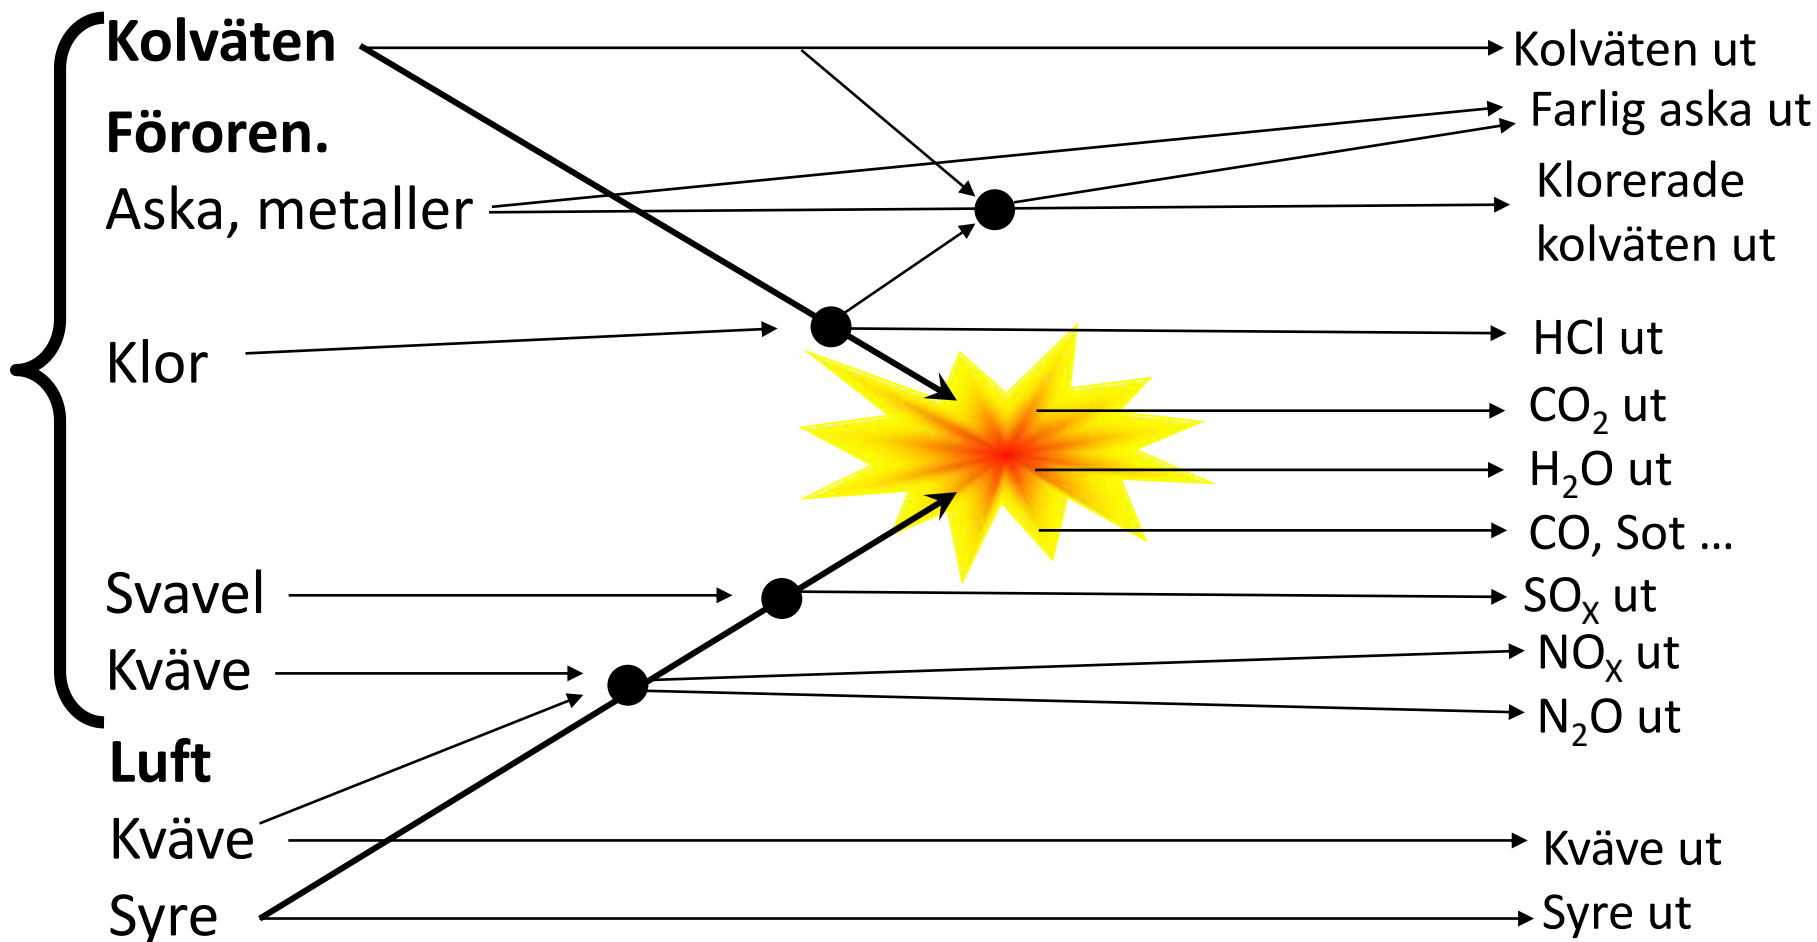 Kolväten
Föroren.
Aska, metaller
Klor
Svavel
Kväve
Luft
Kväve
Syre
Kolväten ut
Farlig aska ut
Klorerade
kolväten ut
HCl ut
CO₂ ut
H₂O ut
CO, Sot ...
SOₓ ut
NOₓ ut
N₂O ut
Kväve ut
Syre ut